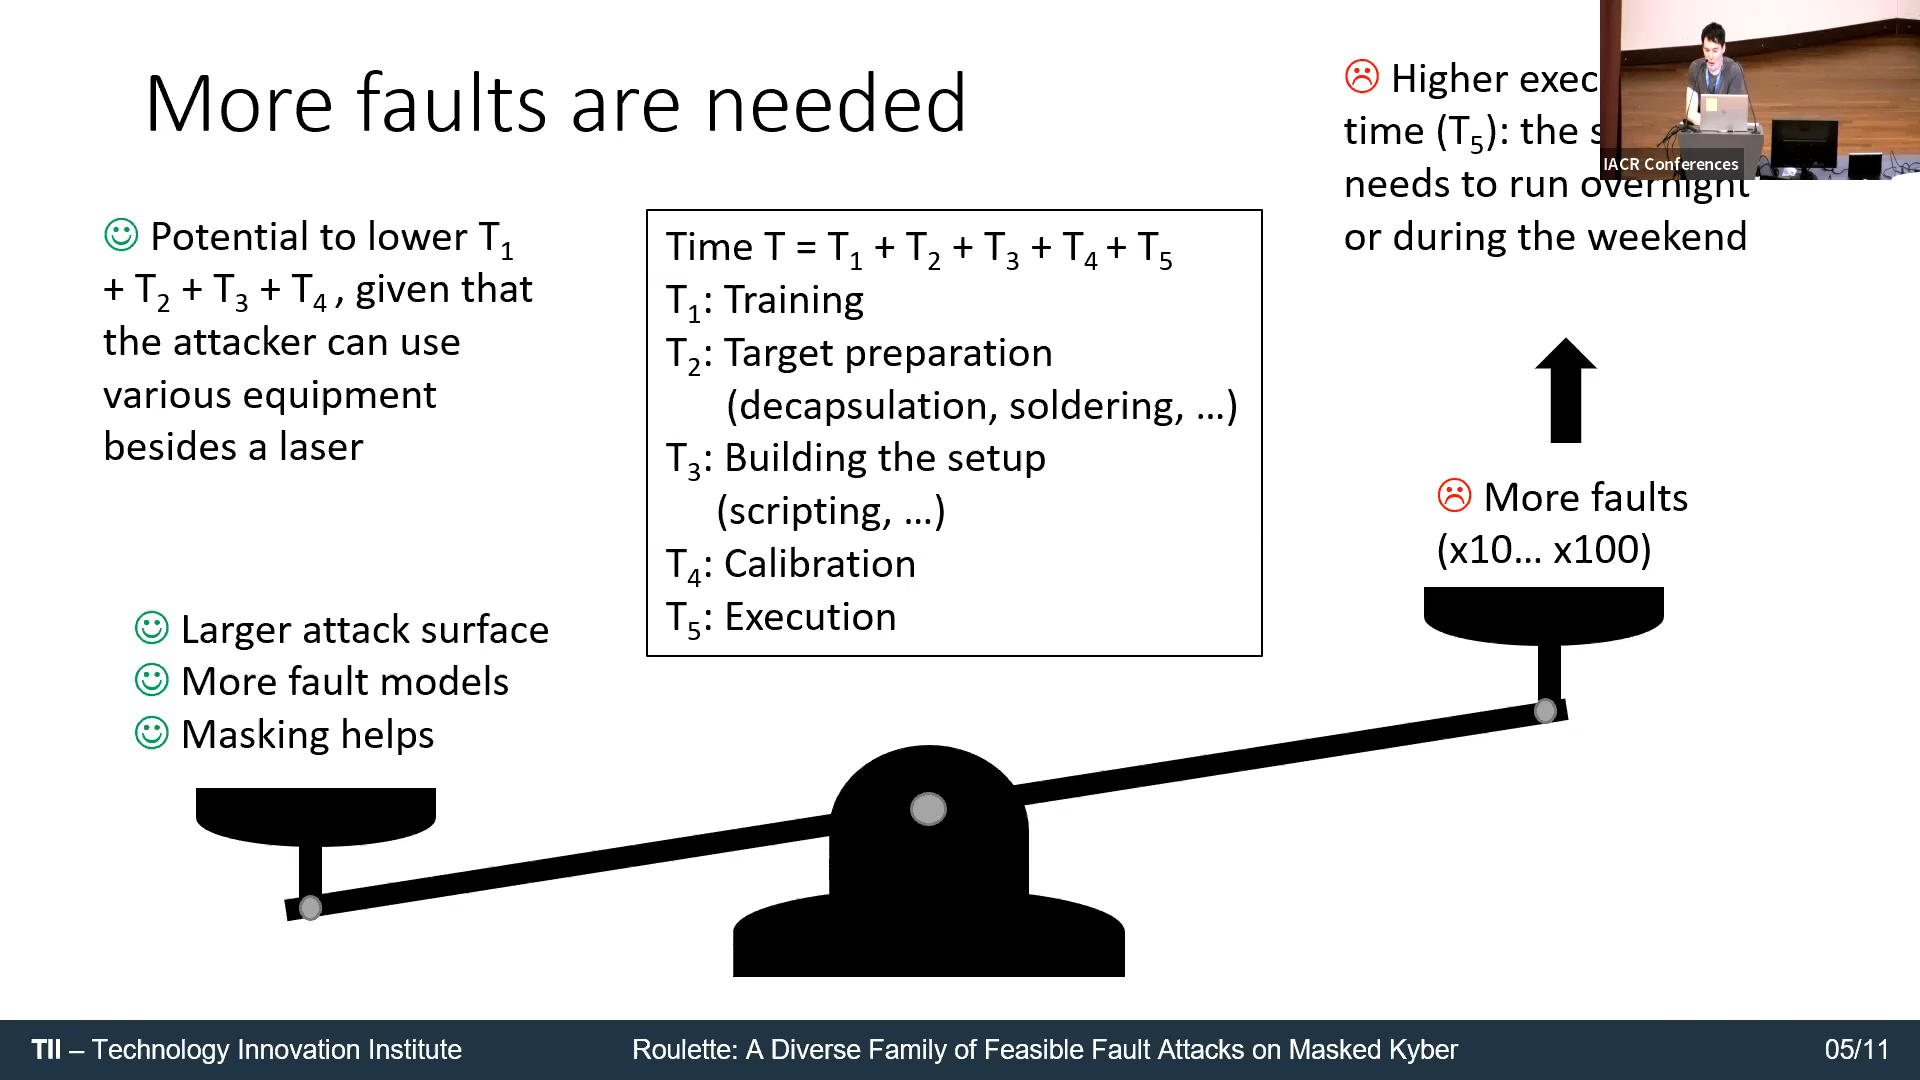 More faults are needed
☹ Higher exec
time (T5): the s
needs to run overnight
or during the weekend
IACR Conferences
☺ Potential to lower T1
+ T2 + T3 + T4 , given that
the attacker can use
various equipment
besides a laser
Time T = T1 + T2 + T3 + T4 + T5
T1: Training
T2: Target preparation
(decapsulation, soldering, …)
T3: Building the setup
(scripting, …)
T4: Calibration
T5: Execution
☹ More faults
(x10… x100)
☺ Larger attack surface
☺ More fault models
☺ Masking helps
TII – Technology Innovation Institute
Roulette: A Diverse Family of Feasible Fault Attacks on Masked Kyber
05/11